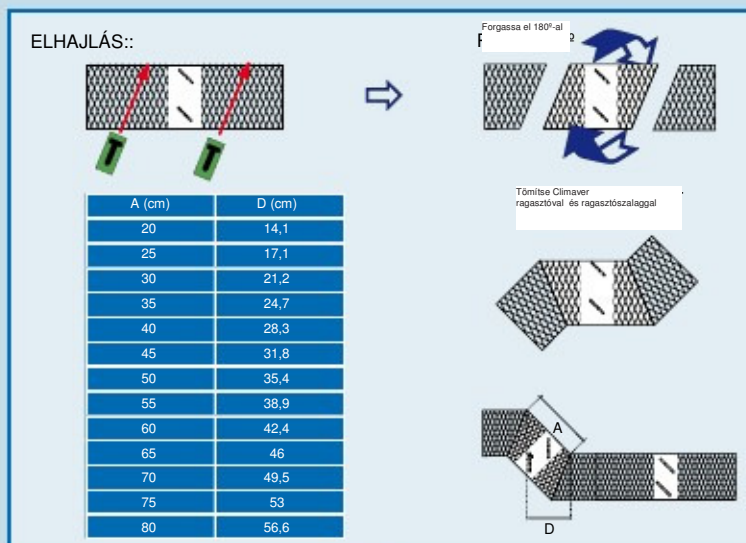 ELHAJLÁS::
Forgassa el 180º-al
Tömítse Climaver
ragasztóval és ragasztószalaggal
A (cm) D (cm)
20 14,1
25 17,1
30 21,2
35 24,7
40 28,3
45 31,8
50 35,4
55 38,9
60 42,4
65 46
70 49,5
75 53
80 56,6
A
D